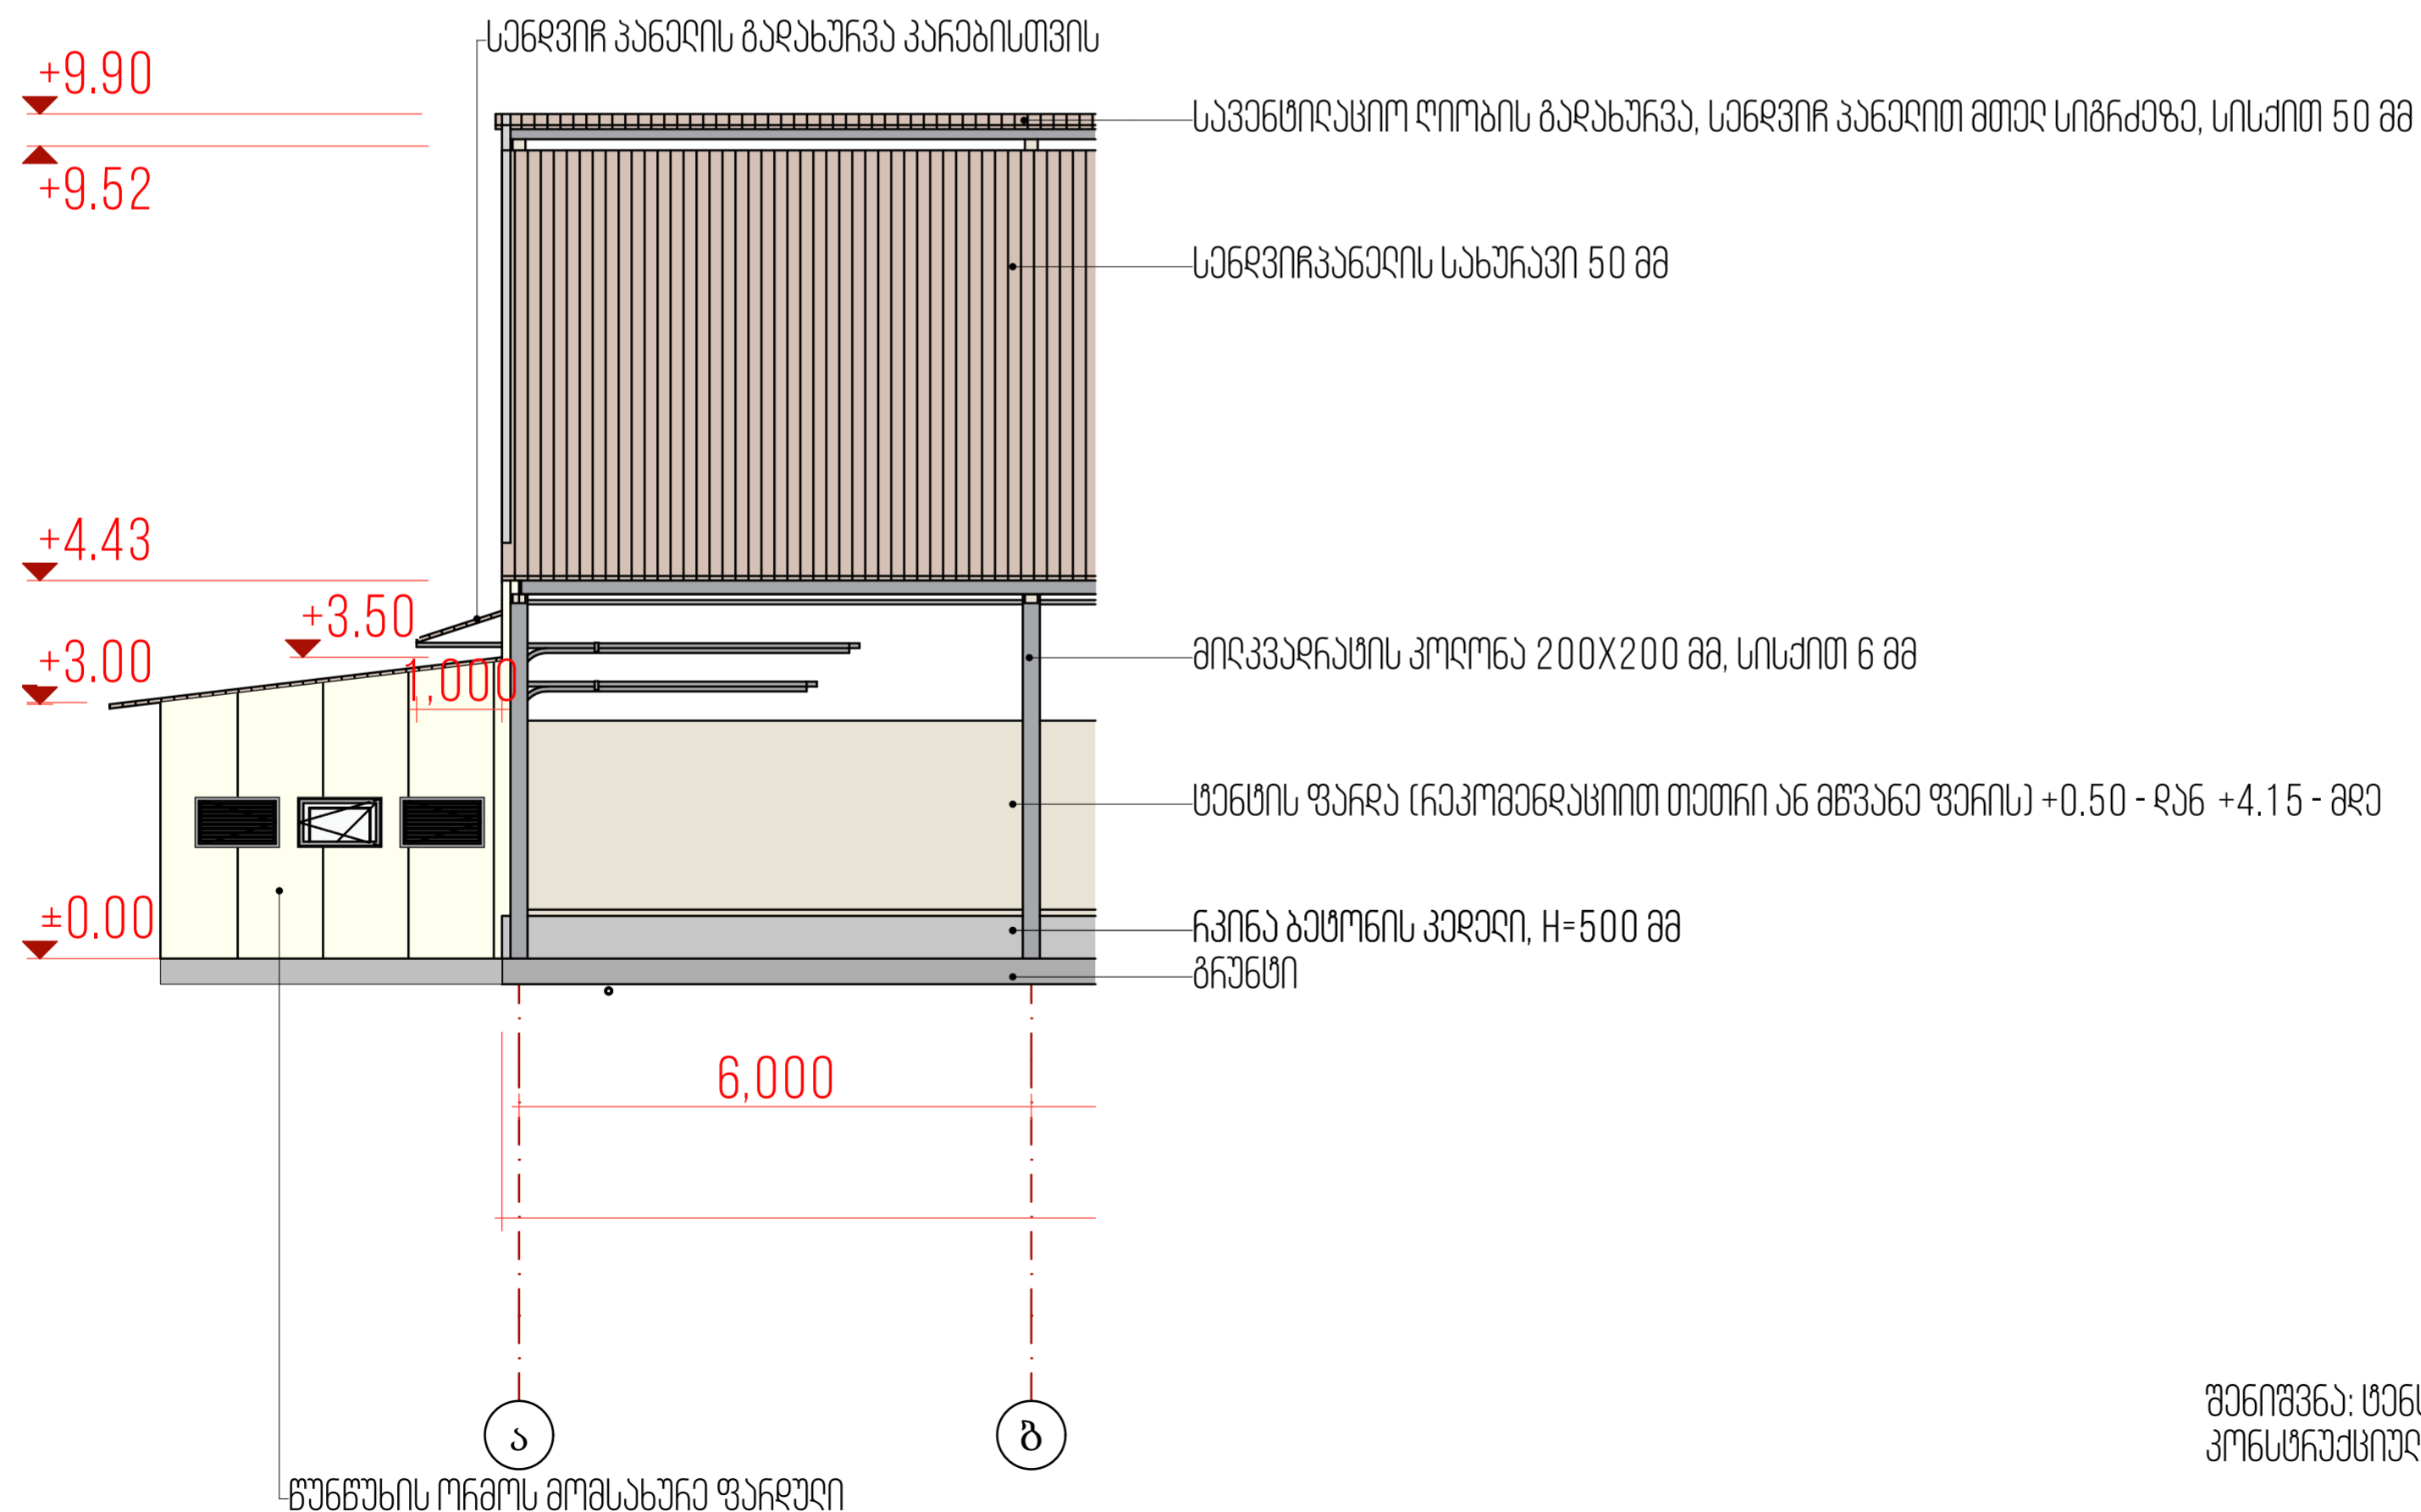 სენდვიჩ პანელის გადახურვა კარებისთვის
+9.90
სავენტილაციო ღიობის გადახურვა, სენდვიჩ პანელით მთელ სიგრძეზე, სისქით 50 მმ
+9.52
სენდვიჩპანელის სახურავი 50 მმ
+4.43
+3.50
+3.00
მილკვადრატის კოლონა 200X200 მმ, სისქით 6 მმ
1,000
ტენტის ფარდა (რეკომენდაციით თეთრი ან მწვანე ფერის) +0.50 - დან +4.15 - მდე
±0.00
რკინა ბეტონის კედელი, H=500 მმ
გრუნტი
6,000
შენიშვნა:
ა
ბ
წუნწუხის ორმოს მომსახურე ფარდული